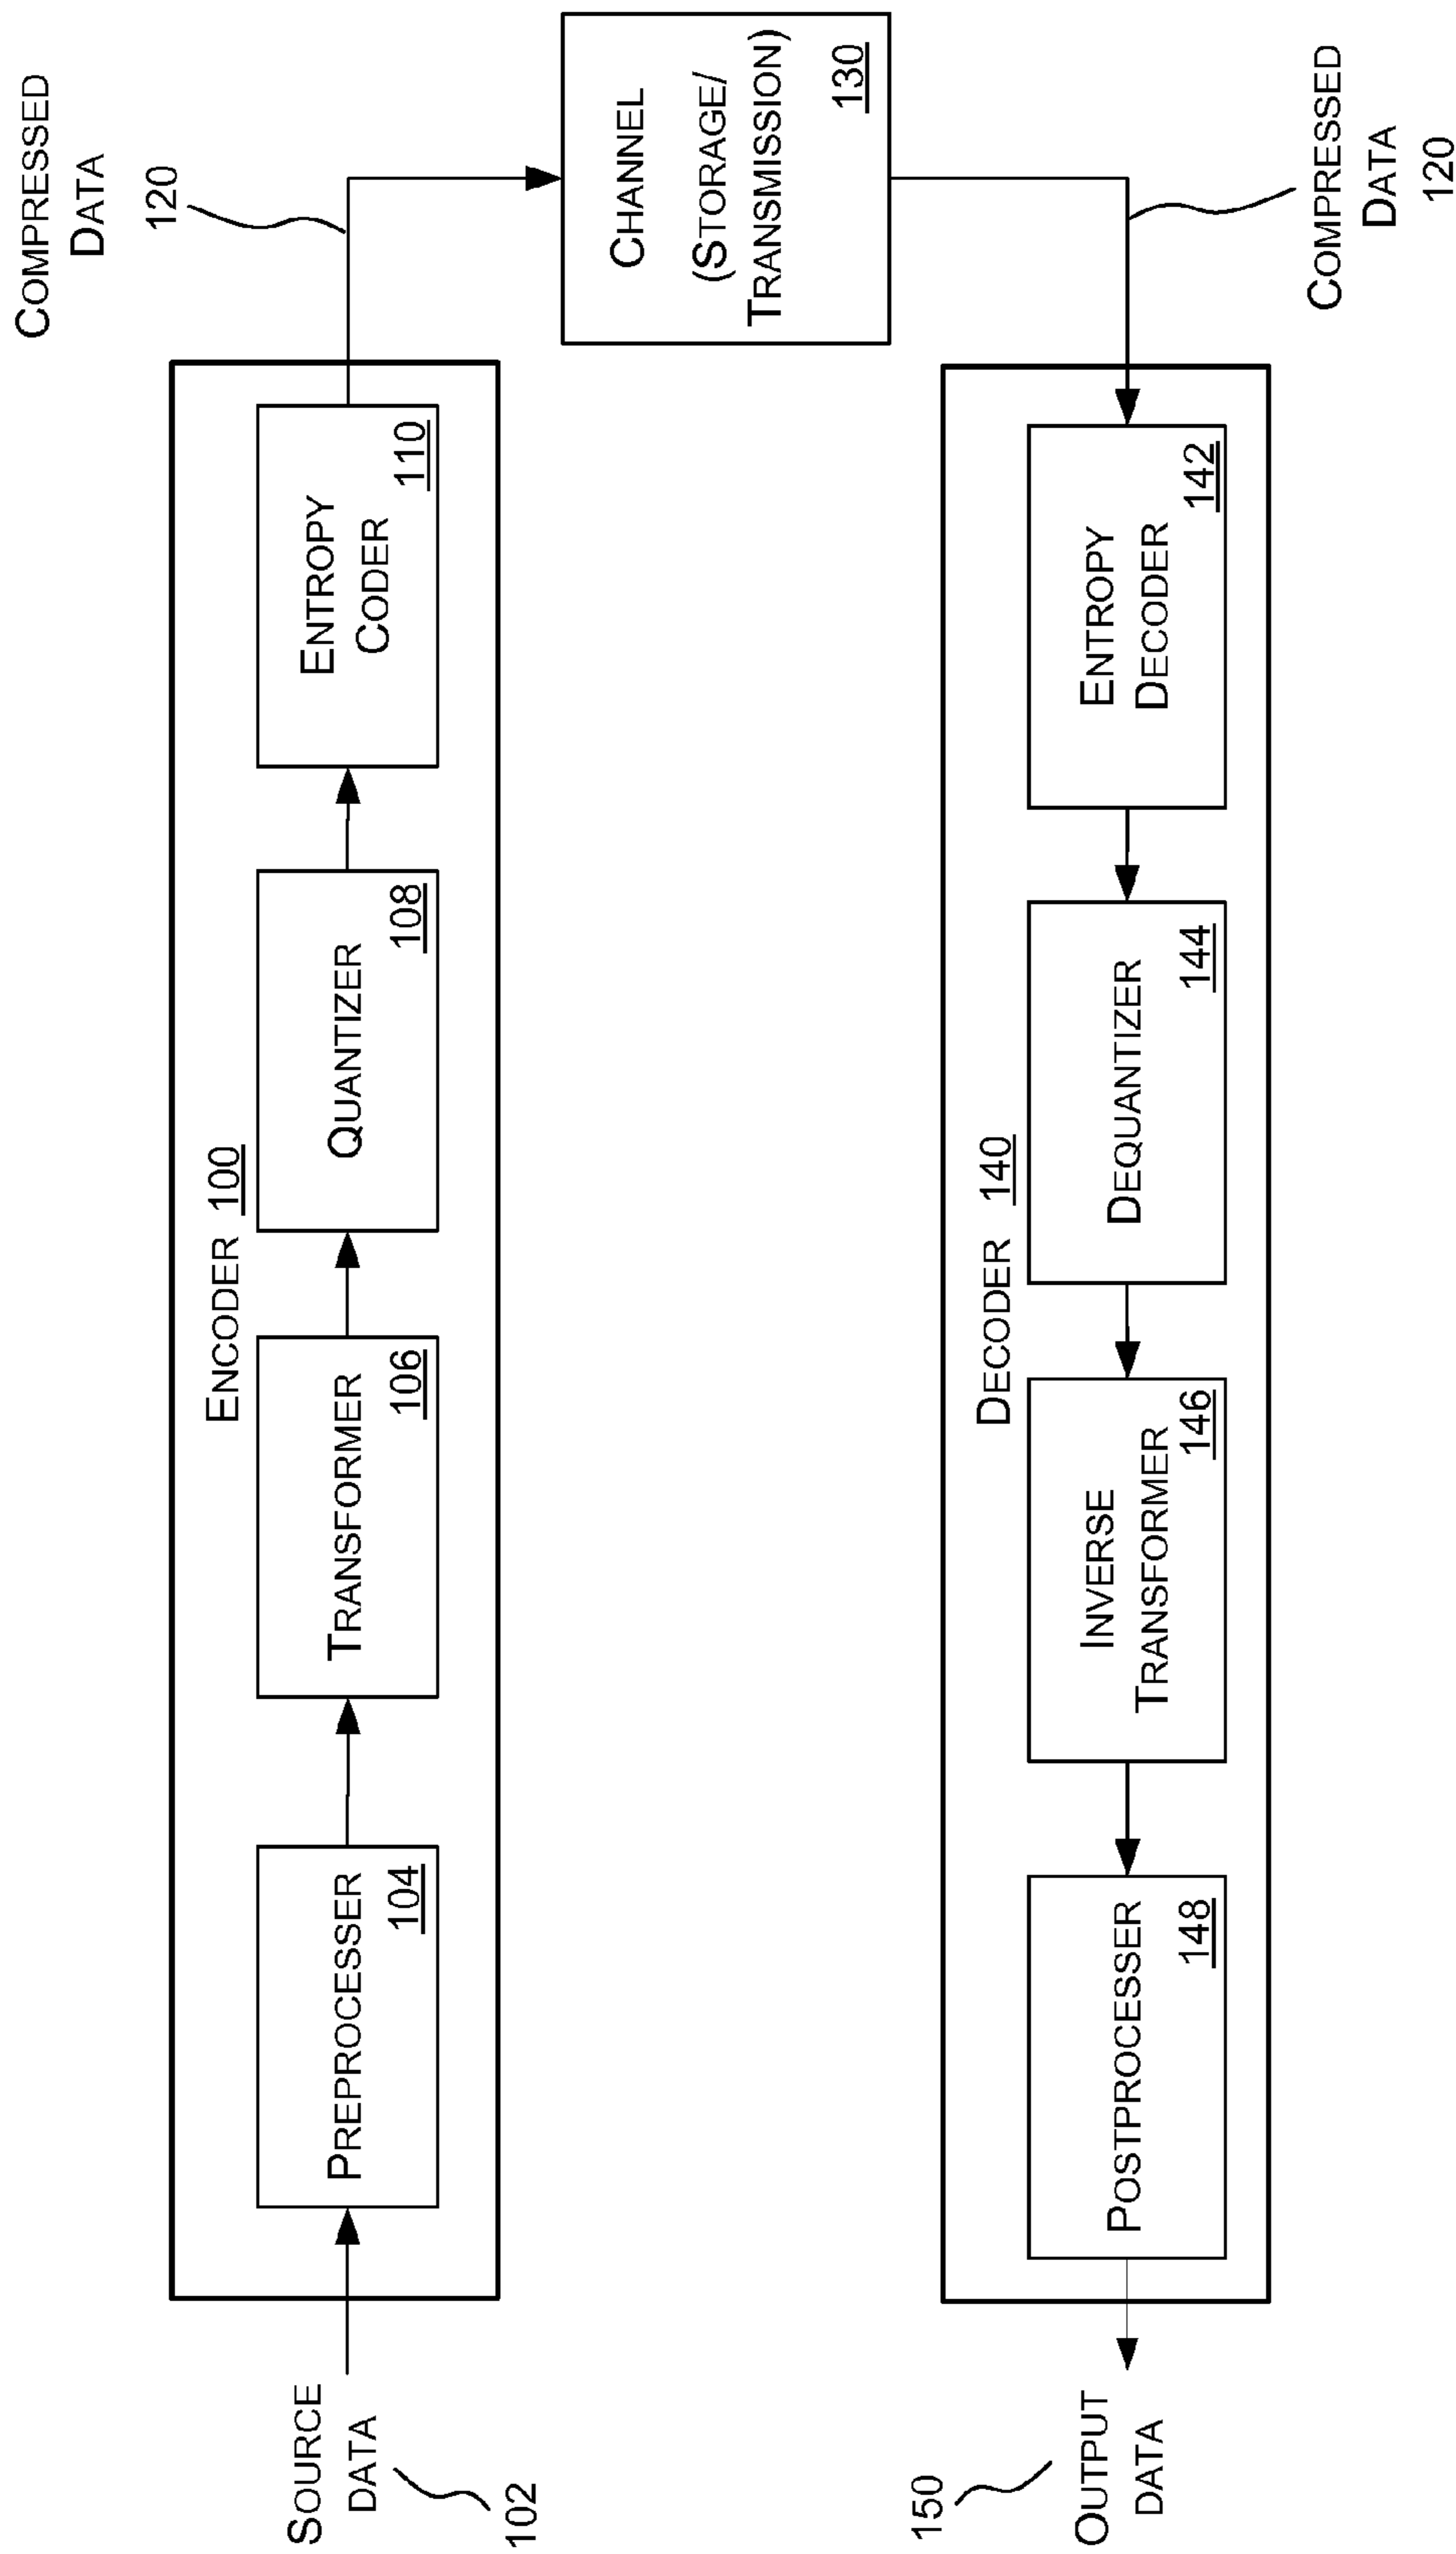 COMPRESSED
DATA
120
ENCODER 100
SOURCE
DATA
102
PREPROCESSER
104
TRANSFORMER
106
QUANTIZER
108
ENTROPY
CODER
110
CHANNEL
(STORAGE/
TRANSMISSION)
130
DECODER 140
150
OUTPUT
DATA
POSTPROCESSER
148
INVERSE
TRANSFORMER
146
DEQUANTIZER
144
ENTROPY
DECODER
142
COMPRESSED
DATA
120